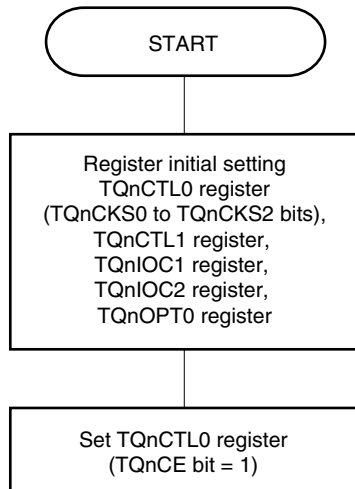 START
Register initial setting
TQnCTL0 register
(TQnCKS0 to TQnCKS2 bits),
TQnCTL1 register,
TQnIOC1 register,
TQnIOC2 register,
TQnOPT0 register
Set TQnCTL0 register
(TQnCE bit = 1)